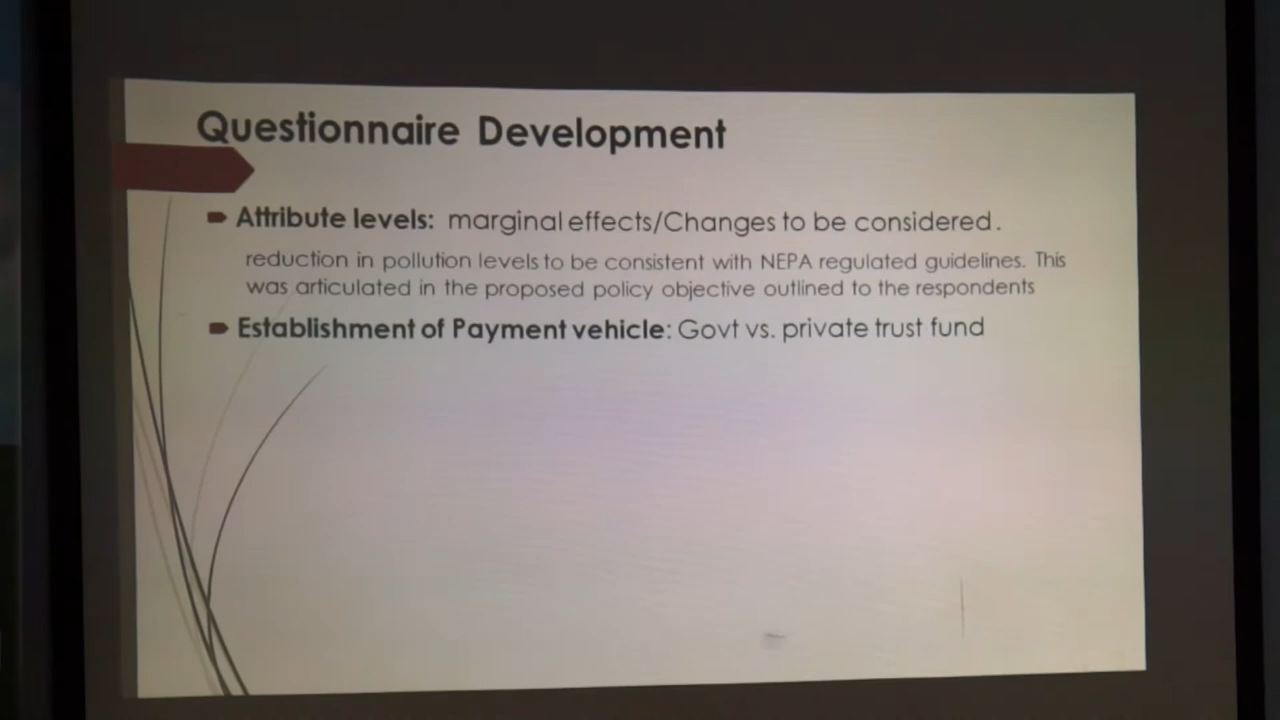 Questionnaire Development
Attribute levels: marginal effects/Changes to be considered.
reduction in pollution levels to be consistent with NEPA regulated guidelines. This
was articulated in the proposed policy objective outlined to the respondents
Establishment of Payment vehicle: Govt vs. private trust fund